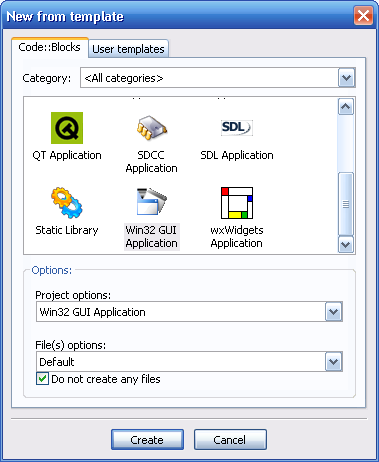 New from template
Code::Blocks User templates
Category: <All categories>
QT Application SDCC Application SDL Application
SDL
Static Library Win32 GUI Application wxWidgets Application
Options:
Project options:
Win32 GUI Application
File(s) options:
Default
Do not create any files
Create Cancel